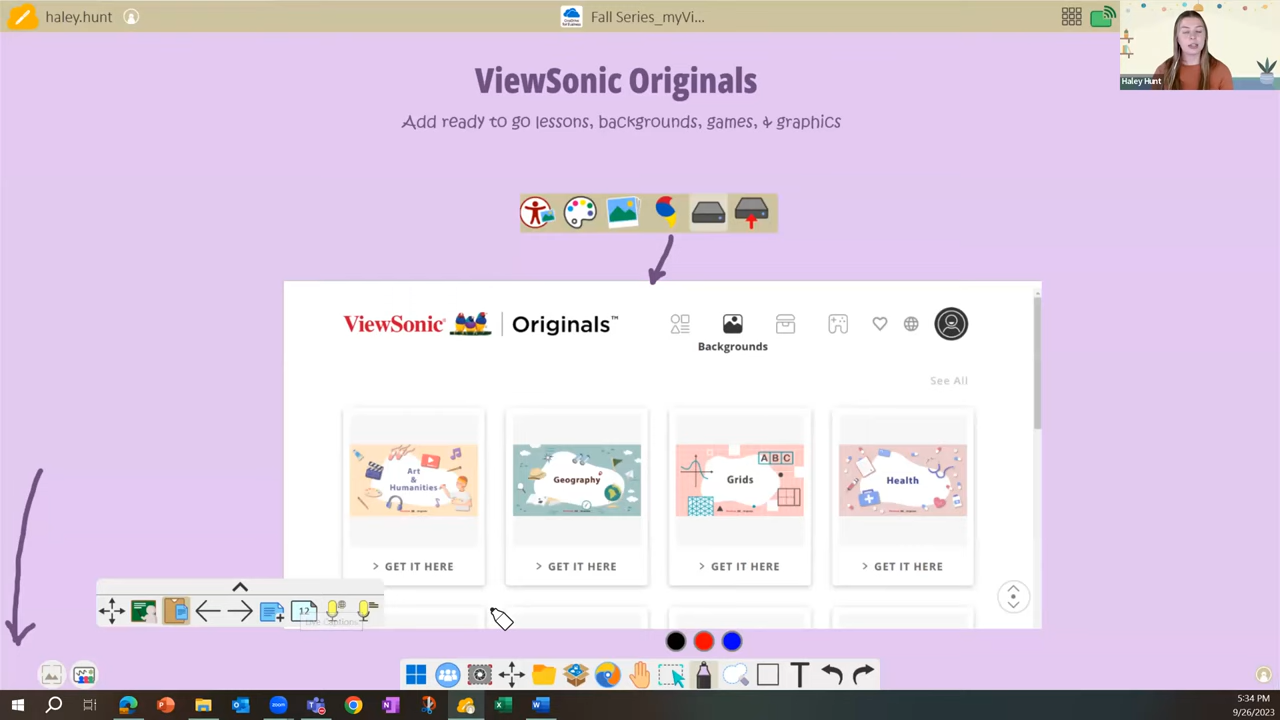 haley.hunt
Fall Series_myVi...
Haley Hunt
ViewSonic Originals
Add ready to go lessons, backgrounds, games, & graphics
ViewSonic Originals™
Backgrounds
See All
Art & Humanities
Geography
Grids
A B C
Health
> GET IT HERE
> GET IT HERE
> GET IT HERE
> GET IT HERE
12
Live Captions
T
5:34 PM
9/26/2023